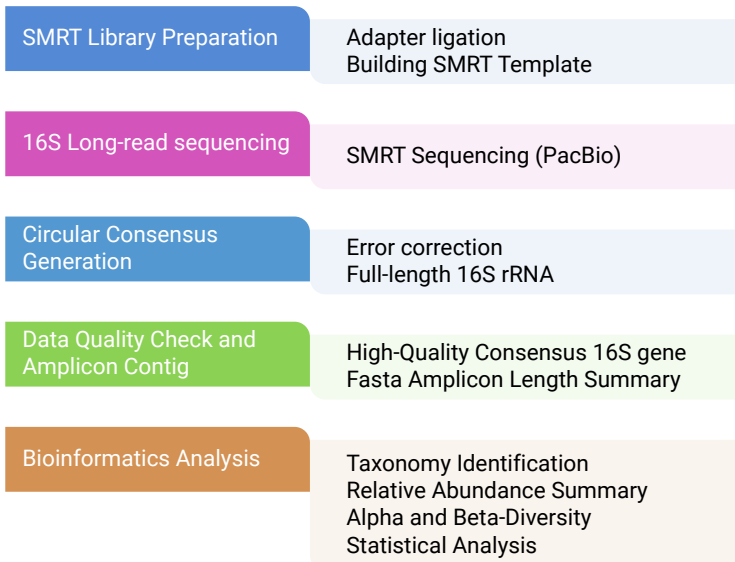 SMRT Library Preparation
Adapter ligation
Building SMRT Template
16S Long-read sequencing
SMRT Sequencing (PacBio)
Circular Consensus
Generation
Error correction
Full-length 16S rRNA
Data Quality Check and
Amplicon Contig
High-Quality Consensus 16S gene
Fasta Amplicon Length Summary
Bioinformatics Analysis
Taxonomy Identification
Relative Abundance Summary
Alpha and Beta-Diversity
Statistical Analysis